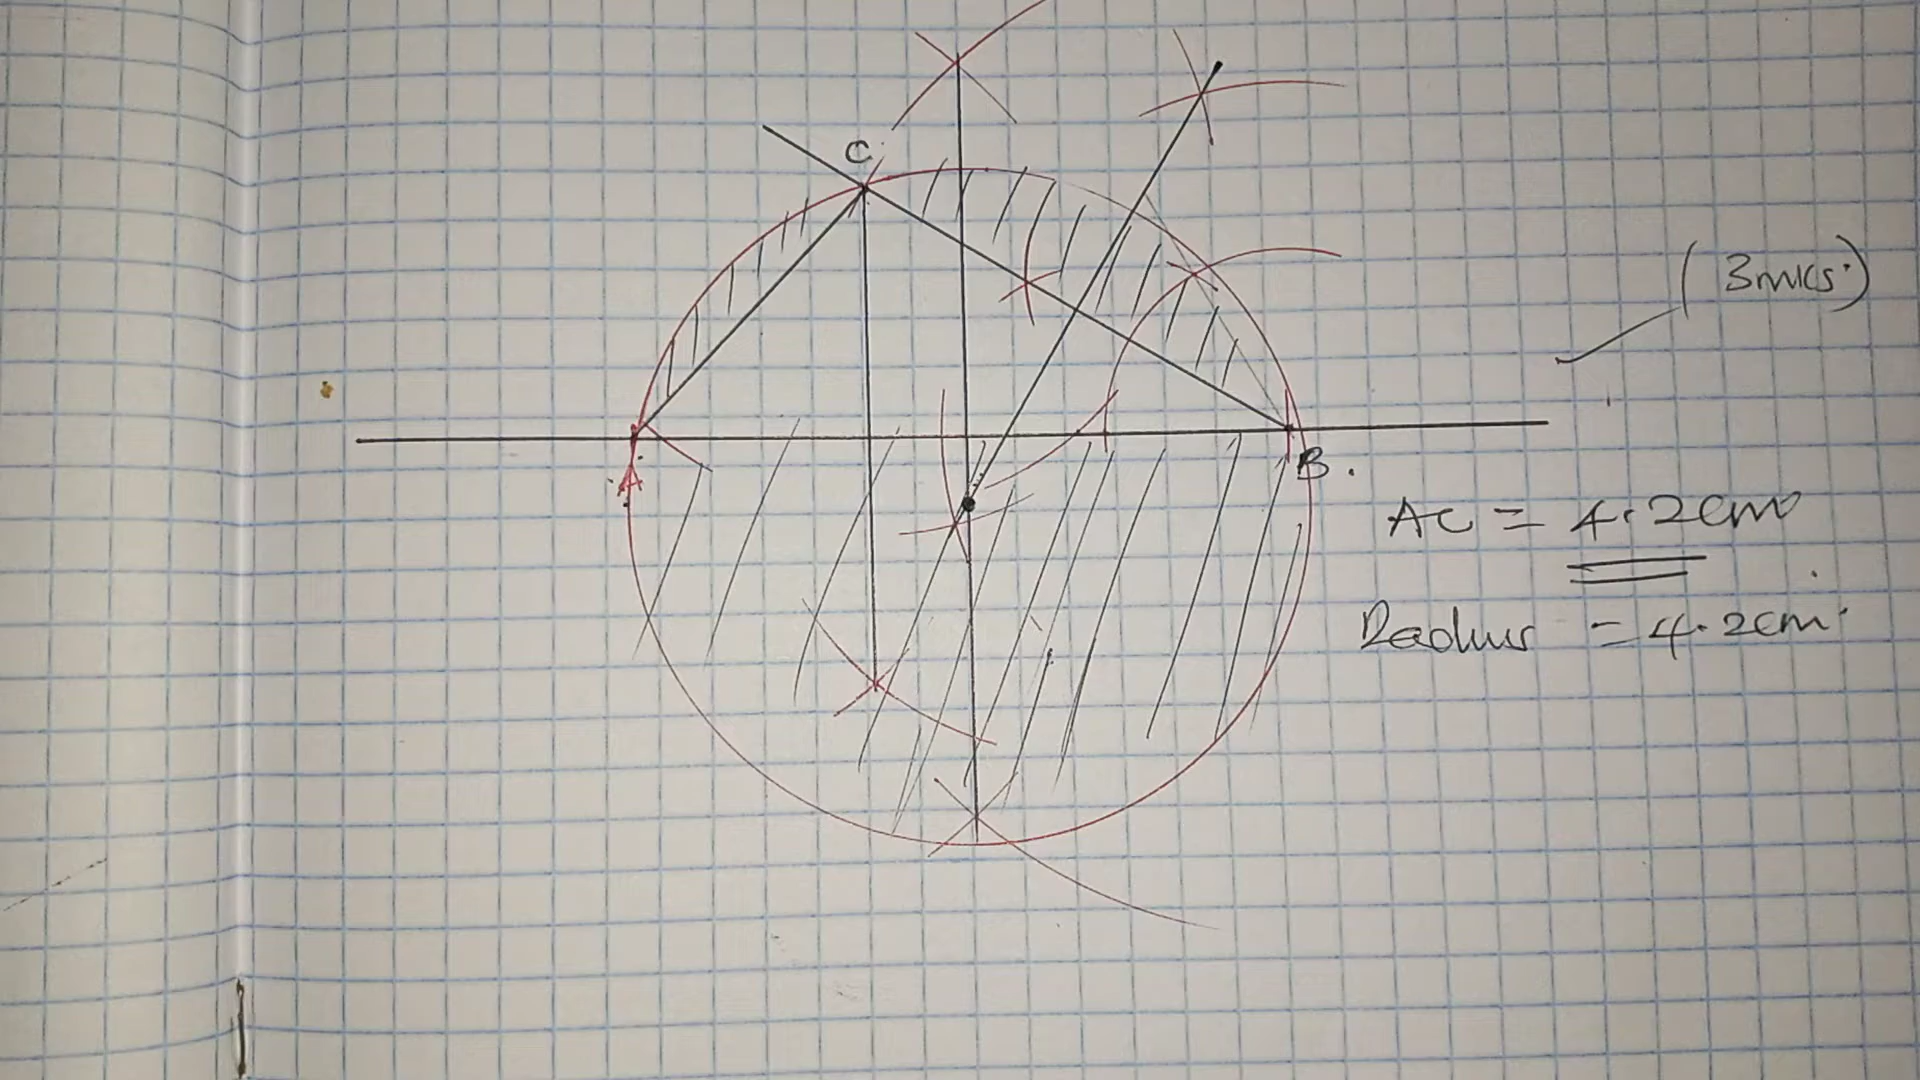 C
(3mks)
A
B.
AC = 4.2cm
Radius = 4.2cm